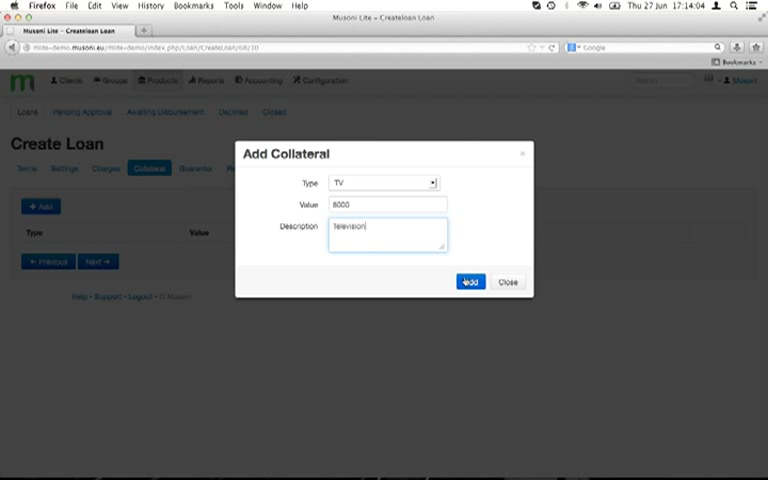 Firefox File Edit View History Bookmarks Tools Window Help Thu 27 Jun 17:14:04
Musoni Lite – Createloan Loan
Musoni Lite – Createloan Loan
mlite-demo.musoni.eu/mlite-demo/index.php/Loan/CreateLoan/68/10
Google
Bookmarks
Clients Groups Products Reports Accounting Configuration Search Musoni
Loans Pending Approval Awaiting Disbursement Declined Closed
Create Loan
Terms Settings Charges Collateral Guarantor
+ Add
Type Value
← Previous Next →
Help · Support · Logout · © Musoni
Add Collateral
×
Type TV
Value 8000
Description Television
Add Close